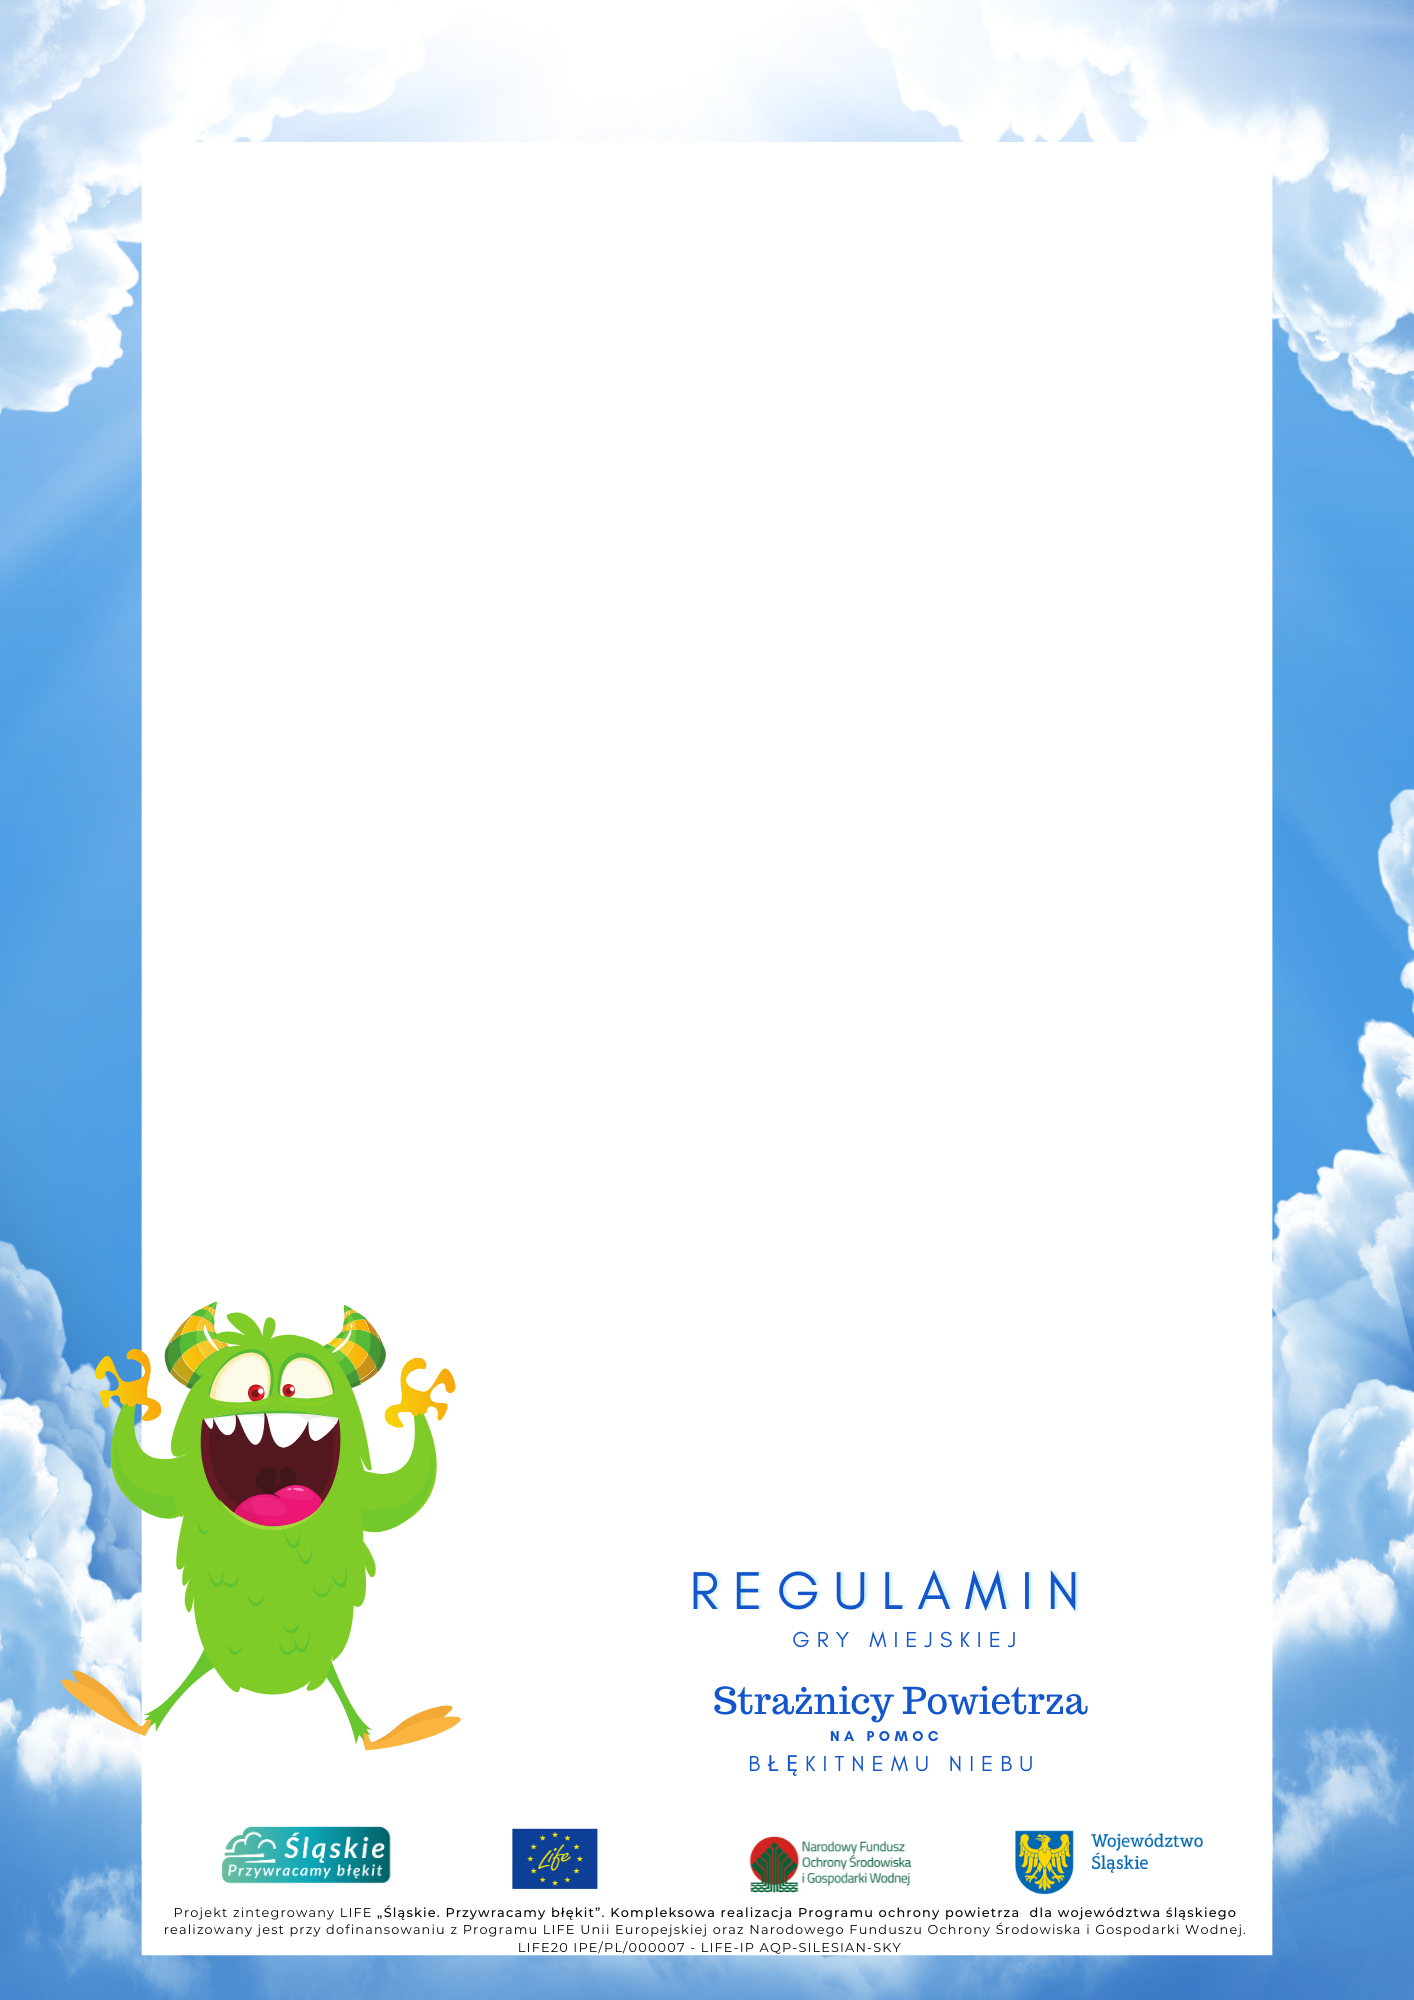 REGULAMIN
GRY MIEJSKIEJ
Strażnicy Powietrza
NA POMOC
BŁĘKITNEMU NIEBU
Śląskie
Przywracamy błękit
Life
Narodowy Fundusz
Ochrony Środowiska
i Gospodarki Wodnej
Województwo
Śląskie
Projekt zintegrowany LIFE „Śląskie. Przywracamy błękit”. Kompleksowa realizacja Programu ochrony powietrza dla województwa śląskiego
realizowany jest przy dofinansowaniu z Programu LIFE Unii Europejskiej oraz Narodowego Funduszu Ochrony Środowiska i Gospodarki Wodnej.
LIFE20 IPE/PL/000007 - LIFE-IP AQP-SILESIAN-SKY